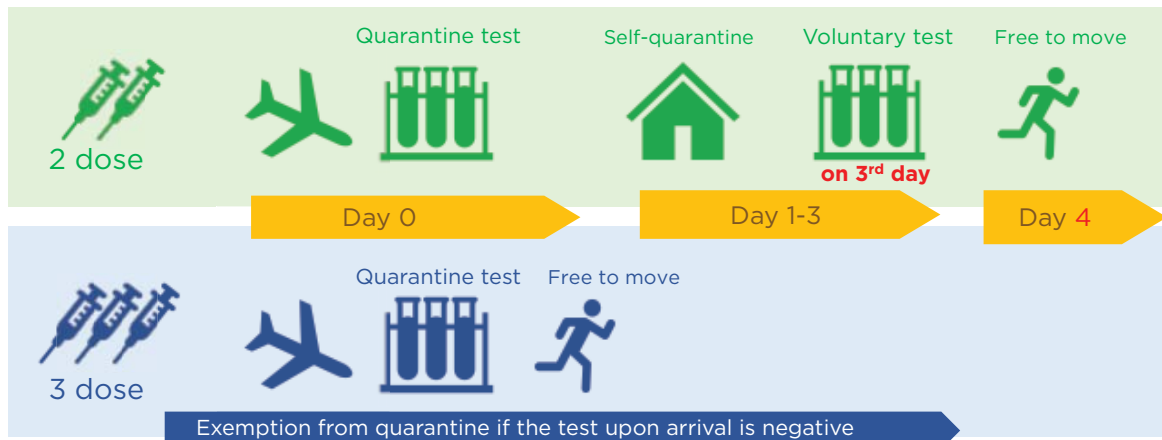 Quarantine test
Self-quarantine
Voluntary test
Free to move
2 dose
on 3rd day
Day 0
Day 1-3
Day 4
Quarantine test
Free to move
3 dose
Exemption from quarantine if the test upon arrival is negative